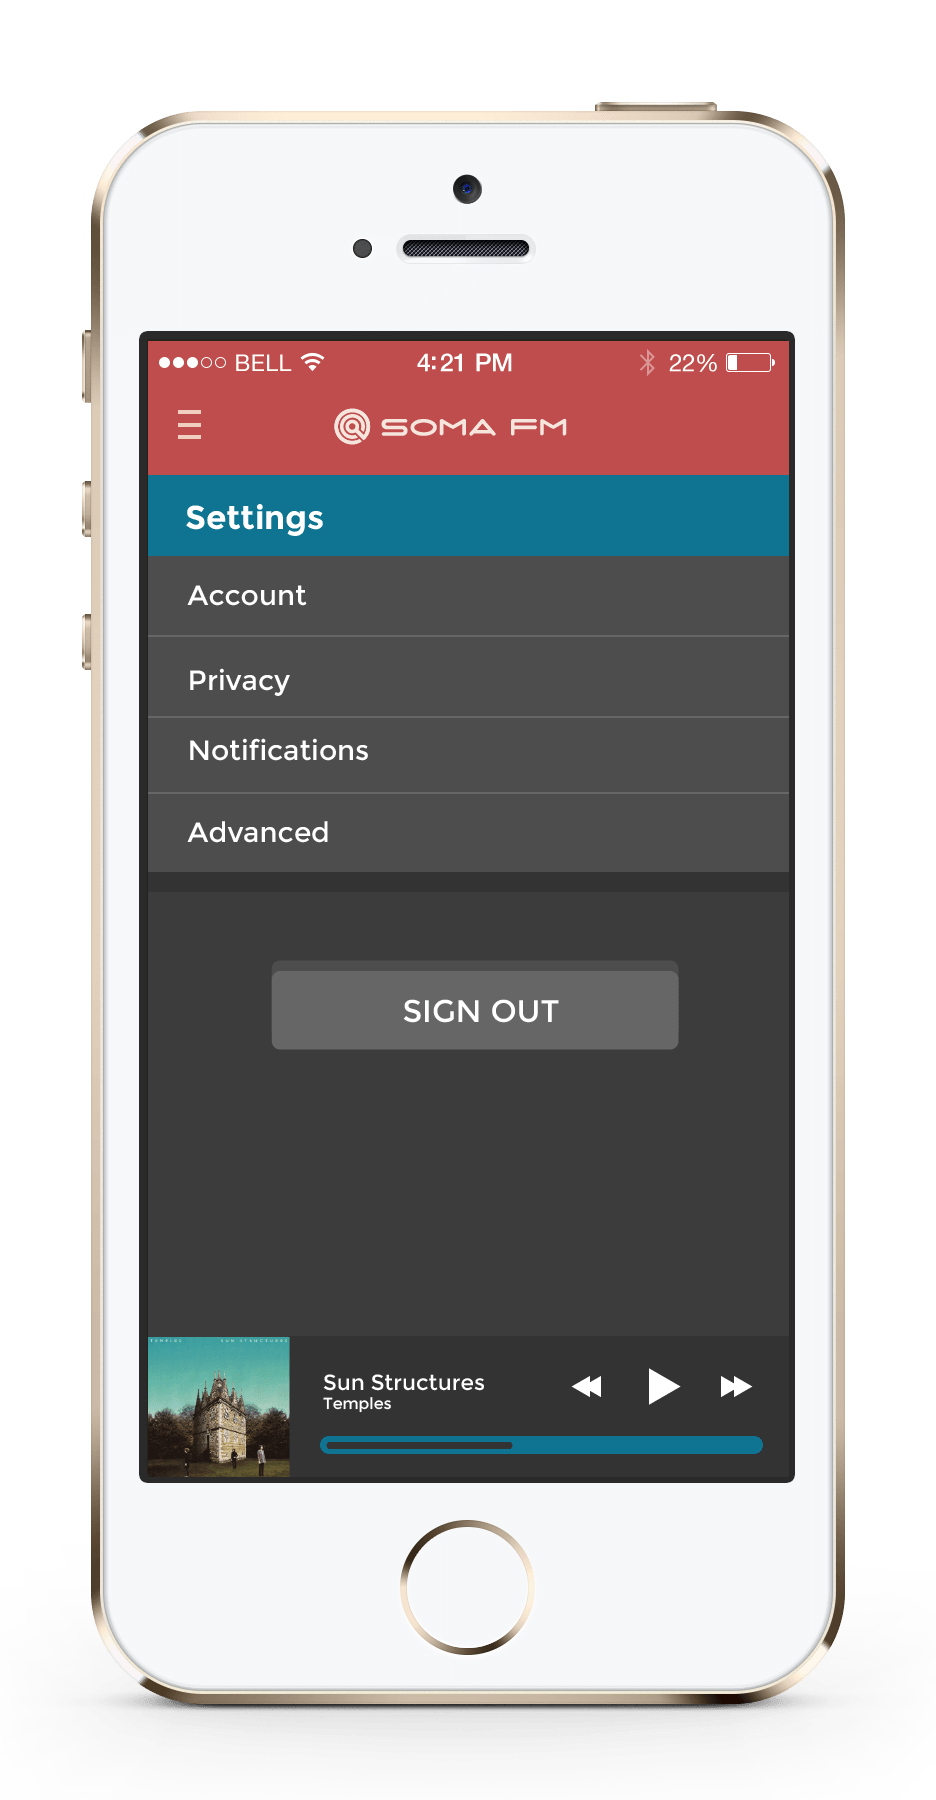 BELL 4:21 PM 22%
SOMA FM
Settings
Account
Privacy
Notifications
Advanced
SIGN OUT
TEMPLES SUN STRUCTURES
Sun Structures
Temples